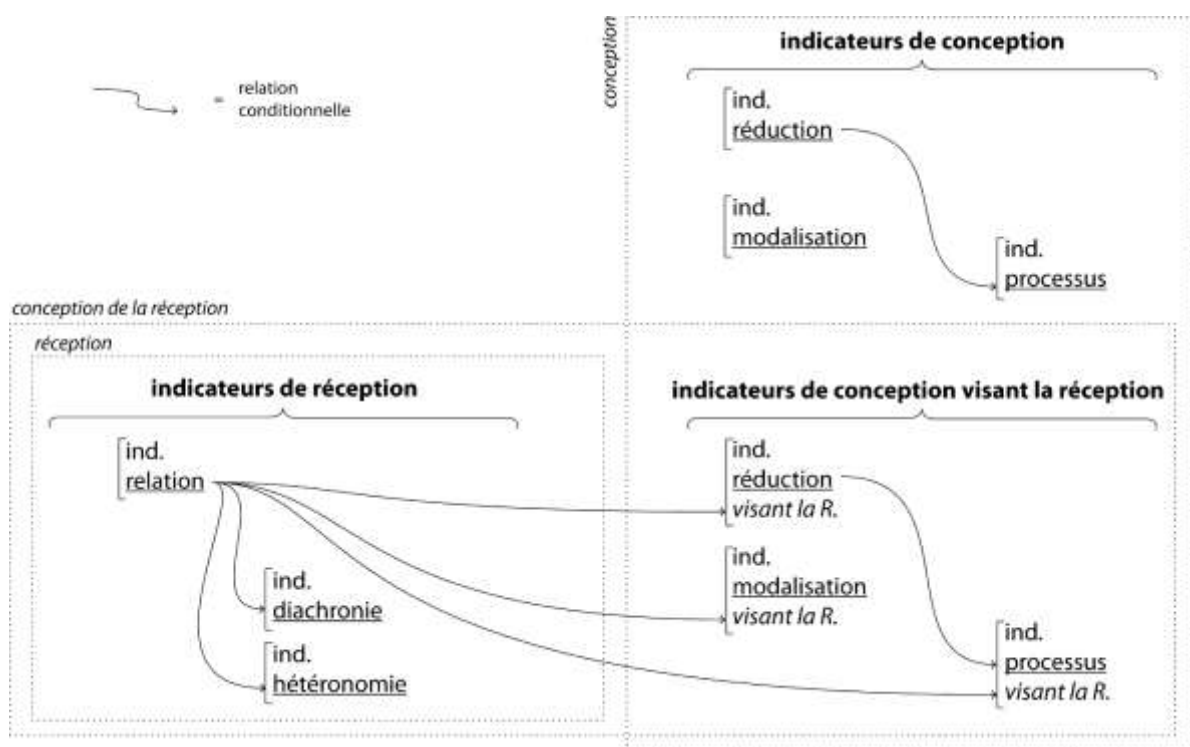 conception
indicateurs de conception
= relation
conditionnelle
ind.
réduction
ind.
modalisation
ind.
processus
conception de la réception
réception
indicateurs de réception
ind.
relation
ind.
diachronie
ind.
hétéronomie
indicateurs de conception visant la réception
ind.
réduction
visant la R.
ind.
modalisation
visant la R.
ind.
processus
visant la R.